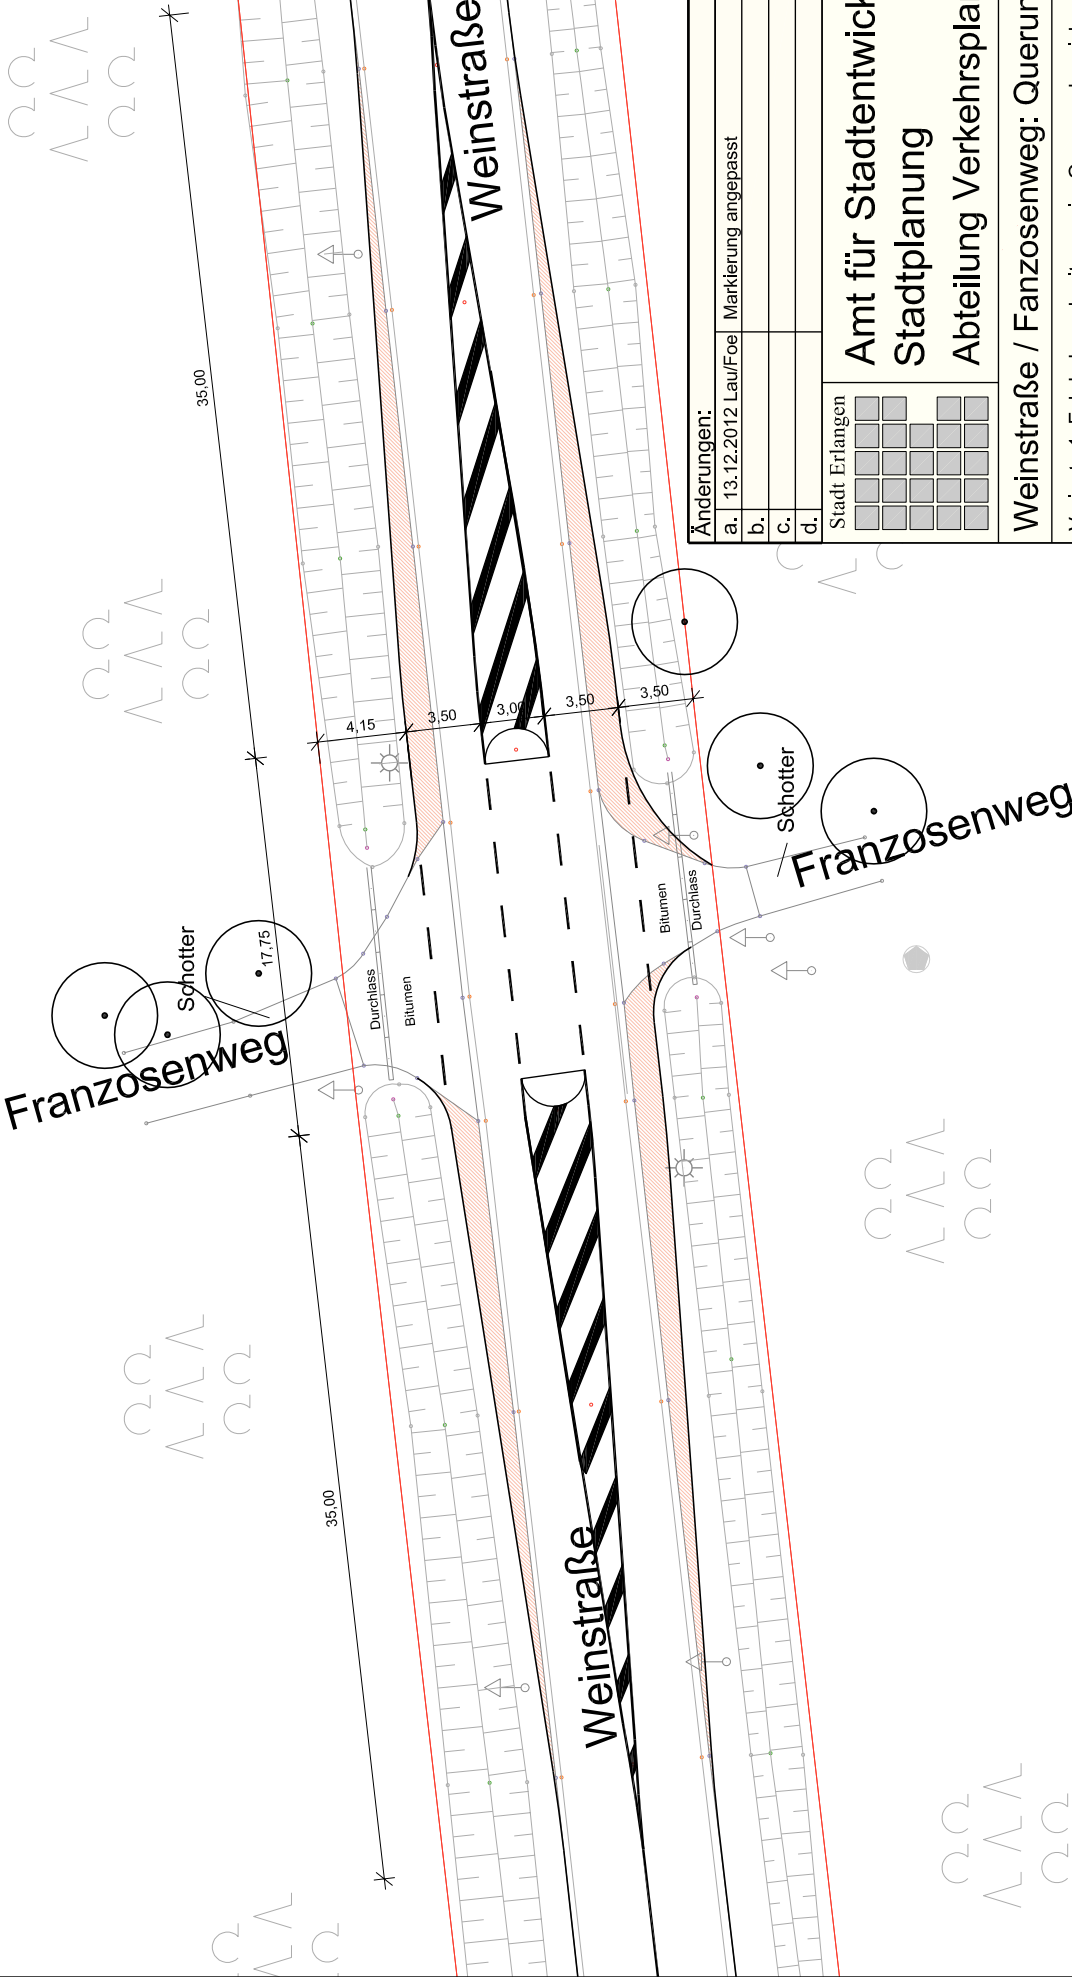 Weinstraße
35,00
4,15
3,50
3,00
3,50
3,50
Schotter
Franzosenweg
Bitumen
Durchlass
Schotter
17,75
Durchlass
Bitumen
Franzosenweg
35,00
Weinstraße
Änderungen:
a. 13.12.2012 Lau/Foe Markierung angepasst
b.
c.
d.
Stadt Erlangen
Amt für Stadtentwick
Stadtplanung
Abteilung Verkehrspla
Weinstraße / Fanzosenweg: Querun